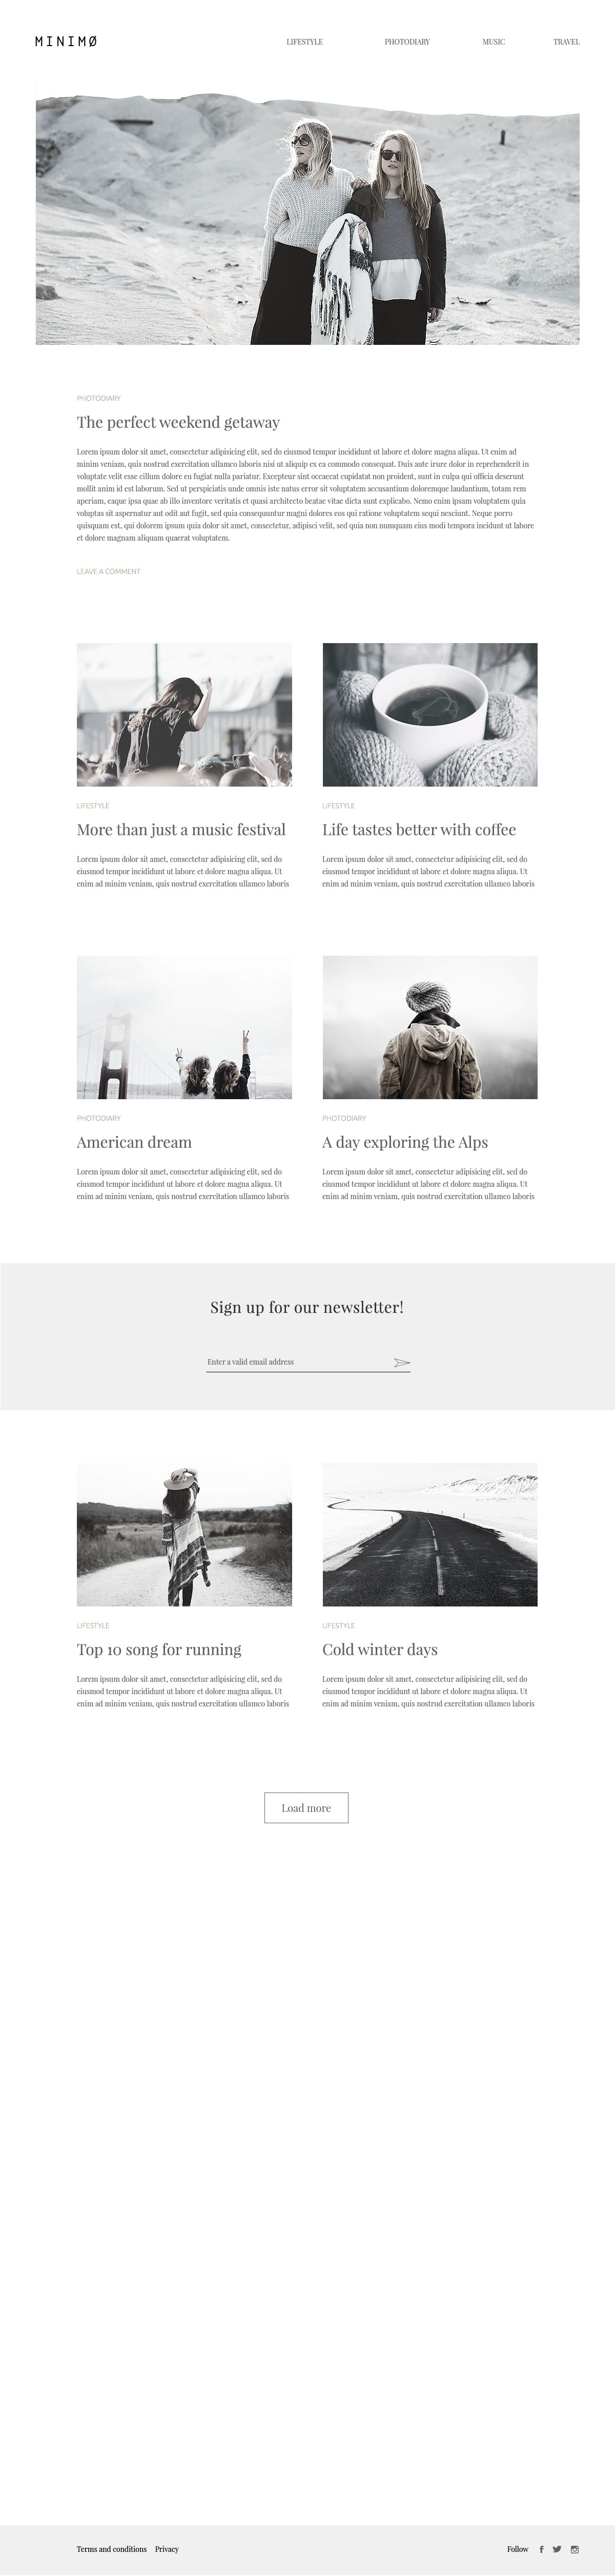 MINIMØ
LIFESTYLE PHOTODIARY MUSIC TRAVEL
PHOTODIARY
The perfect weekend getaway
Lorem ipsum dolor sit amet, consectetur adipisicing elit, sed do eiusmod tempor incididunt ut labore et dolore magna aliqua. Ut enim ad
minim veniam, quis nostrud exercitation ullamco laboris nisi ut aliquip ex ea commodo consequat. Duis aute irure dolor in reprehenderit in
voluptate velit esse cillum dolore eu fugiat nulla pariatur. Excepteur sint occaecat cupidatat non proident, sunt in culpa qui officia deserunt
mollit anim id est laborum. Sed ut perspiciatis unde omnis iste natus error sit voluptatem accusantium doloremque laudantium, totam rem
aperiam, eaque ipsa quae ab illo inventore veritatis et quasi architecto beatae vitae dicta sunt explicabo. Nemo enim ipsam voluptatem quia
voluptas sit aspernatur aut odit aut fugit, sed quia consequuntur magni dolores eos qui ratione voluptatem sequi nesciunt. Neque porro
quisquam est, qui dolorem ipsum quia dolor sit amet, consectetur, adipisci velit, sed quia non numquam eius modi tempora incidunt ut labore
et dolore magnam aliquam quaerat voluptatem.
LEAVE A COMMENT
LIFESTYLE
More than just a music festival
Lorem ipsum dolor sit amet, consectetur adipisicing elit, sed do
eiusmod tempor incididunt ut labore et dolore magna aliqua. Ut
enim ad minim veniam, quis nostrud exercitation ullamco laboris
LIFESTYLE
Life tastes better with coffee
Lorem ipsum dolor sit amet, consectetur adipisicing elit, sed do
eiusmod tempor incididunt ut labore et dolore magna aliqua. Ut
enim ad minim veniam, quis nostrud exercitation ullamco laboris
PHOTODIARY
American dream
Lorem ipsum dolor sit amet, consectetur adipisicing elit, sed do
eiusmod tempor incididunt ut labore et dolore magna aliqua. Ut
enim ad minim veniam, quis nostrud exercitation ullamco laboris
PHOTODIARY
A day exploring the Alps
Lorem ipsum dolor sit amet, consectetur adipisicing elit, sed do
eiusmod tempor incididunt ut labore et dolore magna aliqua. Ut
enim ad minim veniam, quis nostrud exercitation ullamco laboris
Sign up for our newsletter!
Enter a valid email address
LIFESTYLE
Top 10 song for running
Lorem ipsum dolor sit amet, consectetur adipisicing elit, sed do
eiusmod tempor incididunt ut labore et dolore magna aliqua. Ut
enim ad minim veniam, quis nostrud exercitation ullamco laboris
LIFESTYLE
Cold winter days
Lorem ipsum dolor sit amet, consectetur adipisicing elit, sed do
eiusmod tempor incididunt ut labore et dolore magna aliqua. Ut
enim ad minim veniam, quis nostrud exercitation ullamco laboris
Load more
Terms and conditions Privacy Follow